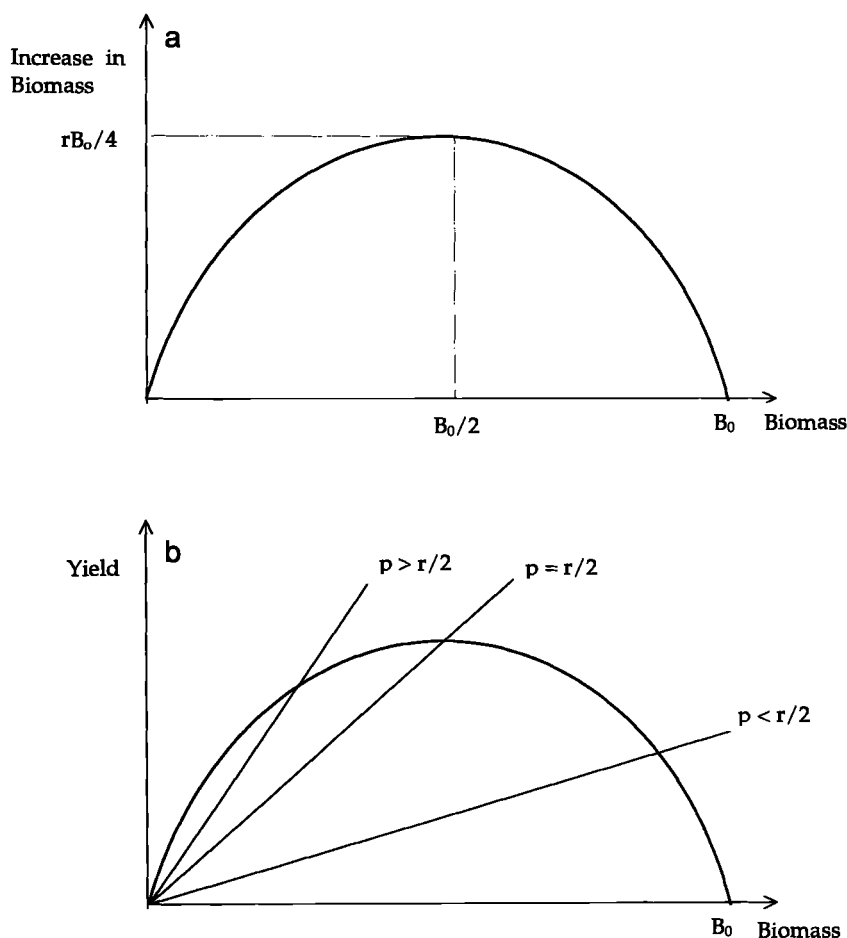 a
Increase in
Biomass
rB₀/4
B₀/2
B₀
Biomass
b
Yield
p > r/2
p = r/2
p < r/2
B₀
Biomass